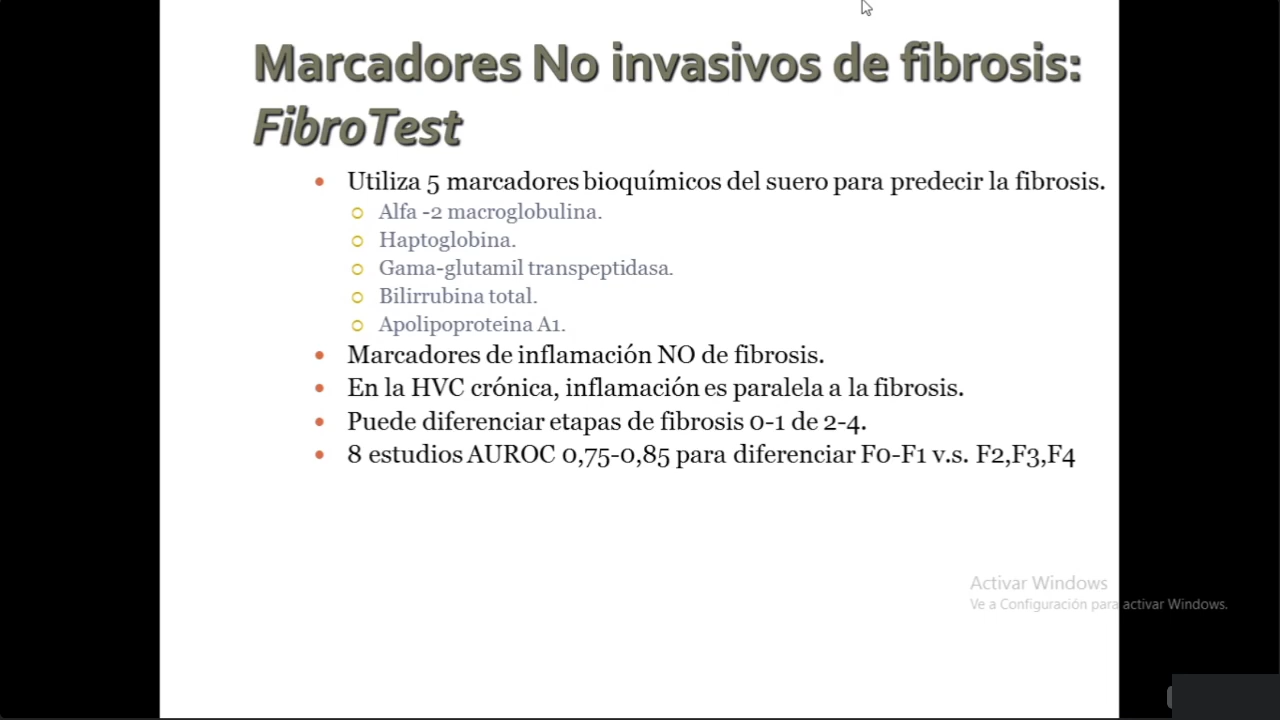 Marcadores No invasivos de fibrosis:
FibroTest
Utiliza 5 marcadores bioquímicos del suero para predecir la fibrosis.
Alfa -2 macroglobulina.
Haptoglobina.
Gama-glutamil transpeptidasa.
Bilirrubina total.
Apolipoproteina A1.
Marcadores de inflamación NO de fibrosis.
En la HVC crónica, inflamación es paralela a la fibrosis.
Puede diferenciar etapas de fibrosis 0-1 de 2-4.
8 estudios AUROC 0,75-0,85 para diferenciar F0-F1 v.s. F2,F3,F4
Activar Windows
Ve a Configuración para activar Windows.